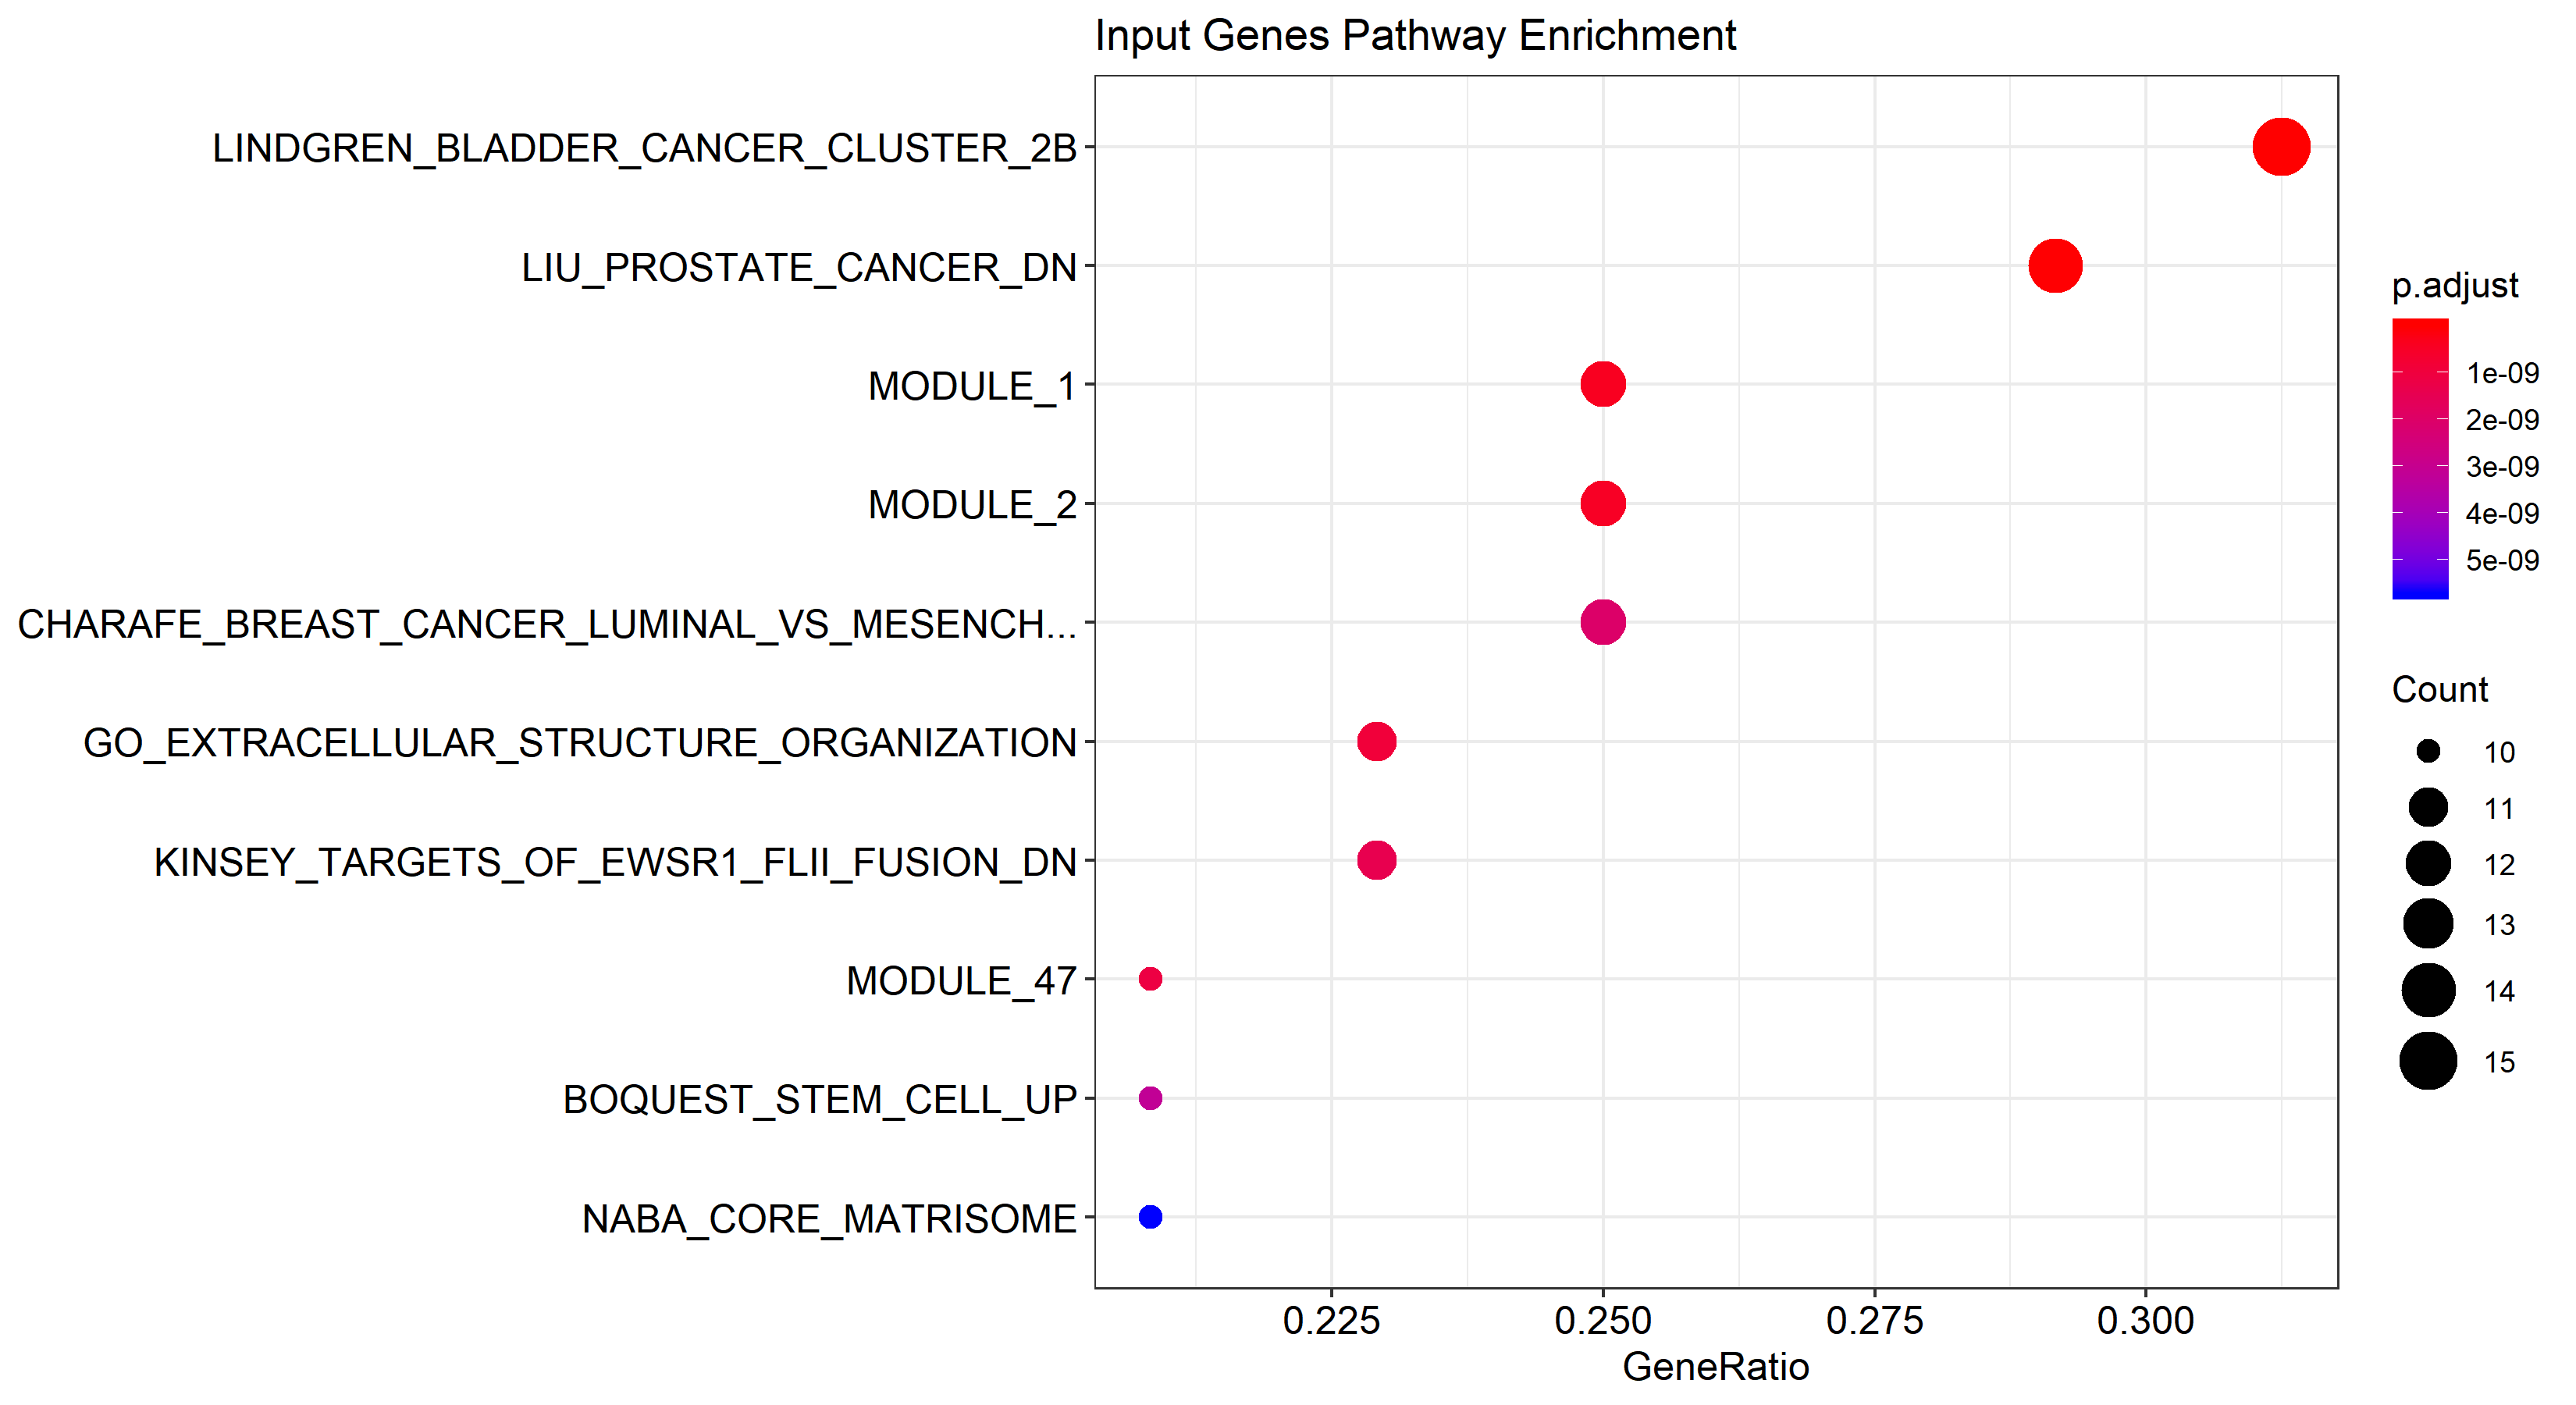 Input Genes Pathway Enrichment
LINDGREN_BLADDER_CANCER_CLUSTER_2B
LIU_PROSTATE_CANCER_DN
MODULE_1
MODULE_2
CHARAFE_BREAST_CANCER_LUMINAL_VS_MESENCH...
GO_EXTRACELLULAR_STRUCTURE_ORGANIZATION
KINSEY_TARGETS_OF_EWSR1_FLII_FUSION_DN
MODULE_47
BOQUEST_STEM_CELL_UP
NABA_CORE_MATRISOME
0.225 0.250 0.275 0.300
GeneRatio
p.adjust
1e-09
2e-09
3e-09
4e-09
5e-09
Count
10
11
12
13
14
15